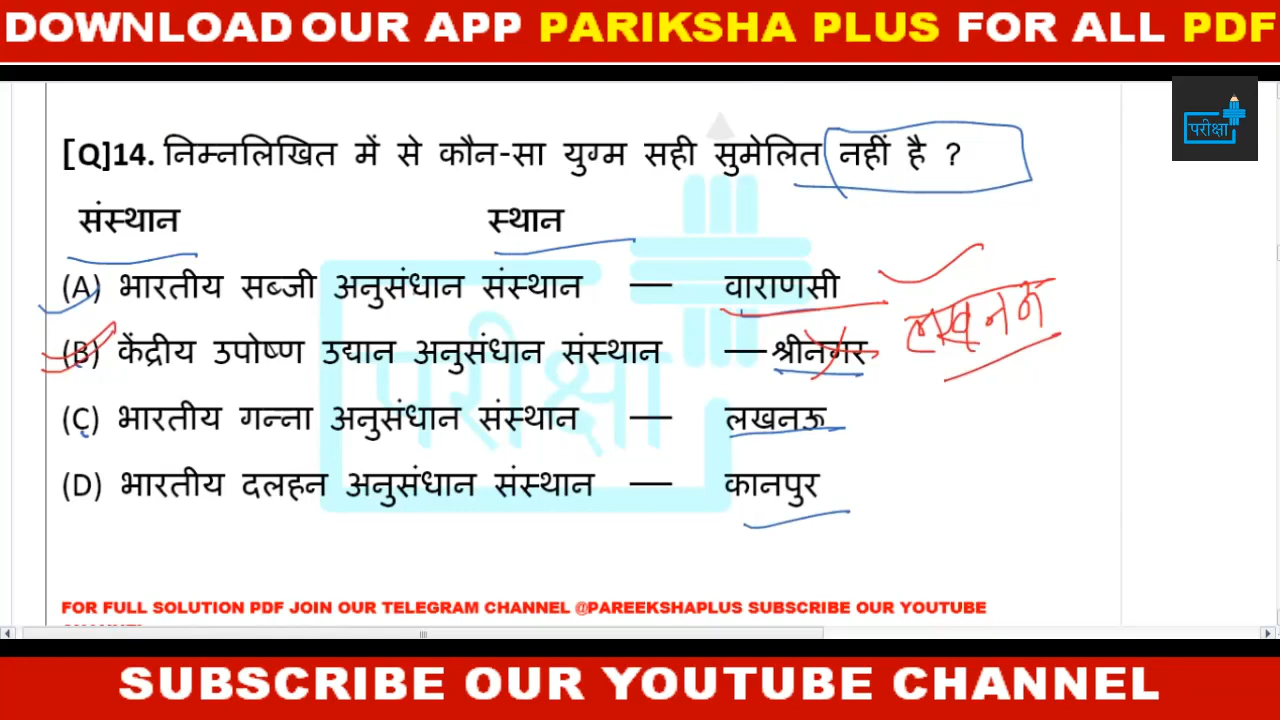 DOWNLOAD OUR APP PARIKSHA PLUS FOR ALL PDF
परीक्षा
[Q]14. निम्नलिखित में से कौन-सा युग्म सही सुमेलित नहीं है ?
संस्थान स्थान
(A) भारतीय सब्जी अनुसंधान संस्थान — वाराणसी
(B) केंद्रीय उपोष्ण उद्यान अनुसंधान संस्थान — श्रीनगर लखनऊ
(C) भारतीय गन्ना अनुसंधान संस्थान — लखनऊ
(D) भारतीय दलहन अनुसंधान संस्थान — कानपुर
परीक्षा
FOR FULL SOLUTION PDF JOIN OUR TELEGRAM CHANNEL @PAREEKSHAPLUS SUBSCRIBE OUR YOUTUBE
SUBSCRIBE OUR YOUTUBE CHANNEL